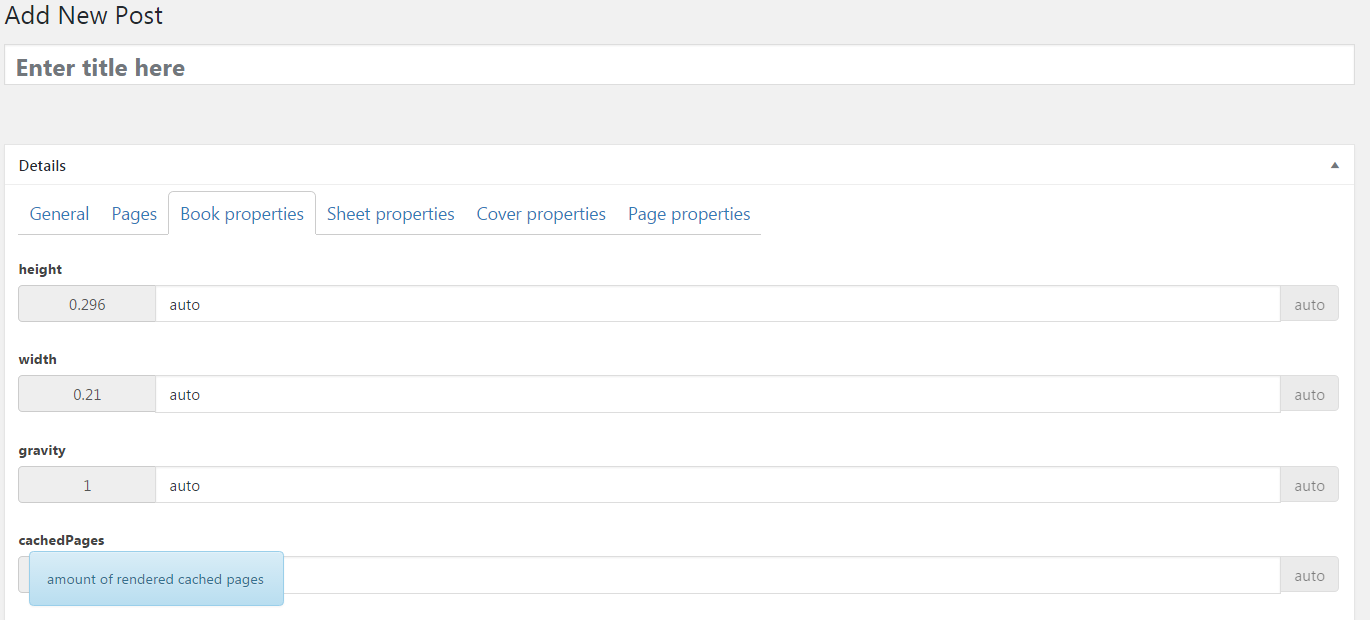 Add New Post
Enter title here
Details
General Pages Book properties Sheet properties Cover properties Page properties
height
0.296 auto auto
width
0.21 auto auto
gravity
1 auto auto
cachedPages
amount of rendered cached pages auto